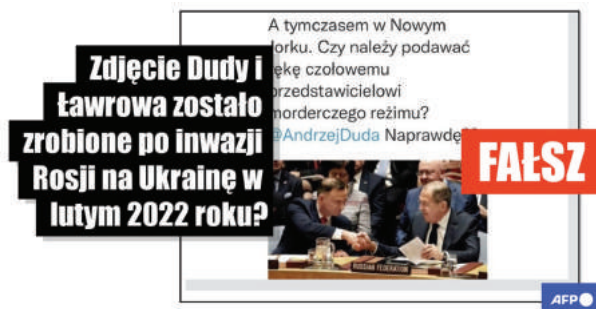 Zdjęcie Dudy i
Ławrowa zostało
zrobione po inwazji
Rosji na Ukrainę w
lutym 2022 roku?
A tymczasem w Nowym
Jorku. Czy należy podawać
rękę czołowemu
przedstawicielowi
morderczego reżimu?
@AndrzejDuda Naprawdę
FAŁSZ
RUSSIAN FEDERATION
AFP